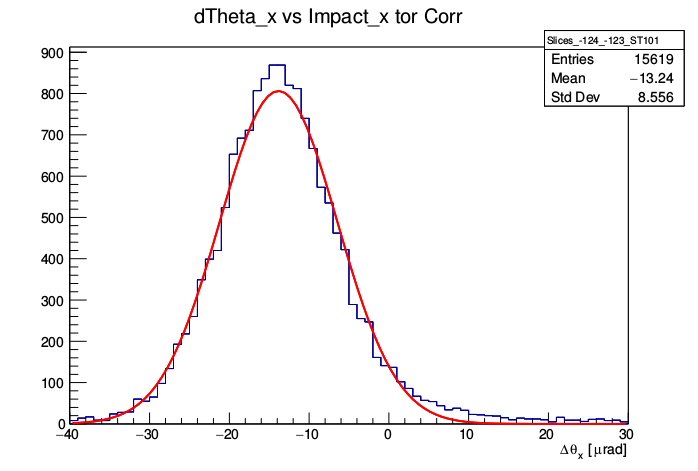 dTheta_x vs Impact_x tor Corr
Slices_-124_-123_ST101
Entries 15619
Mean −13.24
Std Dev 8.556
900
800
700
600
500
400
300
200
100
0
−40 −30 −20 −10 0 10 20 30
Δθx [μrad]